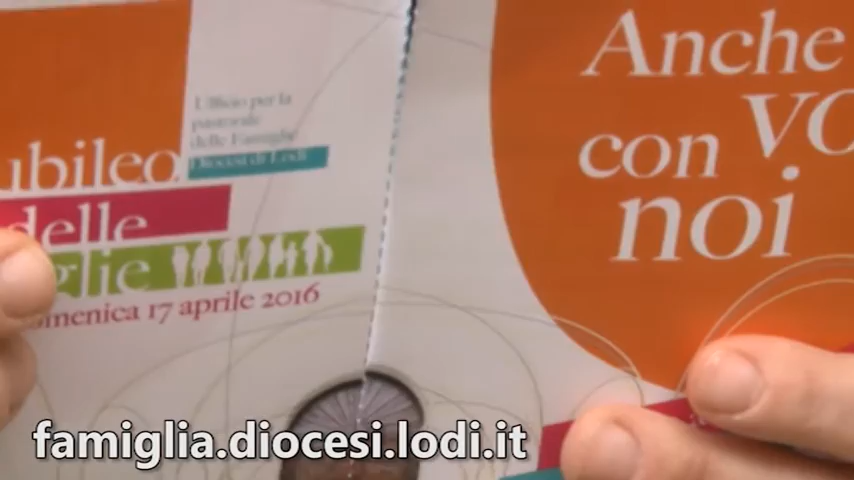 ubileo
Ufficio per la
pastorale
delle Famiglie
Diocesi di Lodi
delle
glie
menica 17 aprile 2016
Anche
con VO
noi
famiglia.diocesi.lodi.it